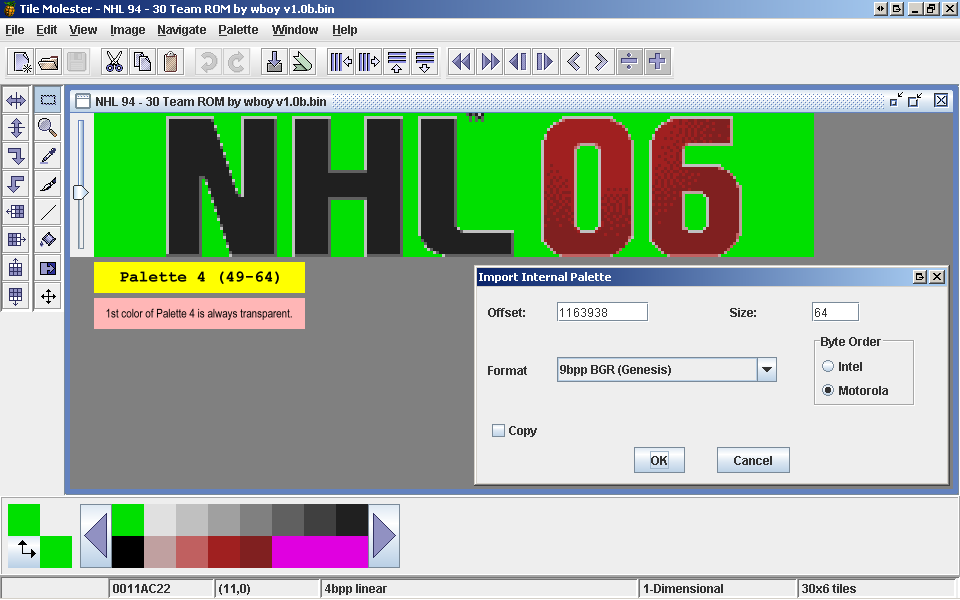 Tile Molester - NHL 94 - 30 Team ROM by wboy v1.0b.bin
File Edit View Image Navigate Palette Window Help
NHL 94 - 30 Team ROM by wboy v1.0b.bin
NHL 06
Palette 4 (49-64)
1st color of Palette 4 is always transparent.
Import Internal Palette
Offset: 1163938 Size: 64
Byte Order
Format 9bpp BGR (Genesis)
Intel
Motorola
Copy
OK Cancel
0011AC22 (11,0) 4bpp linear 1-Dimensional 30x6 tiles